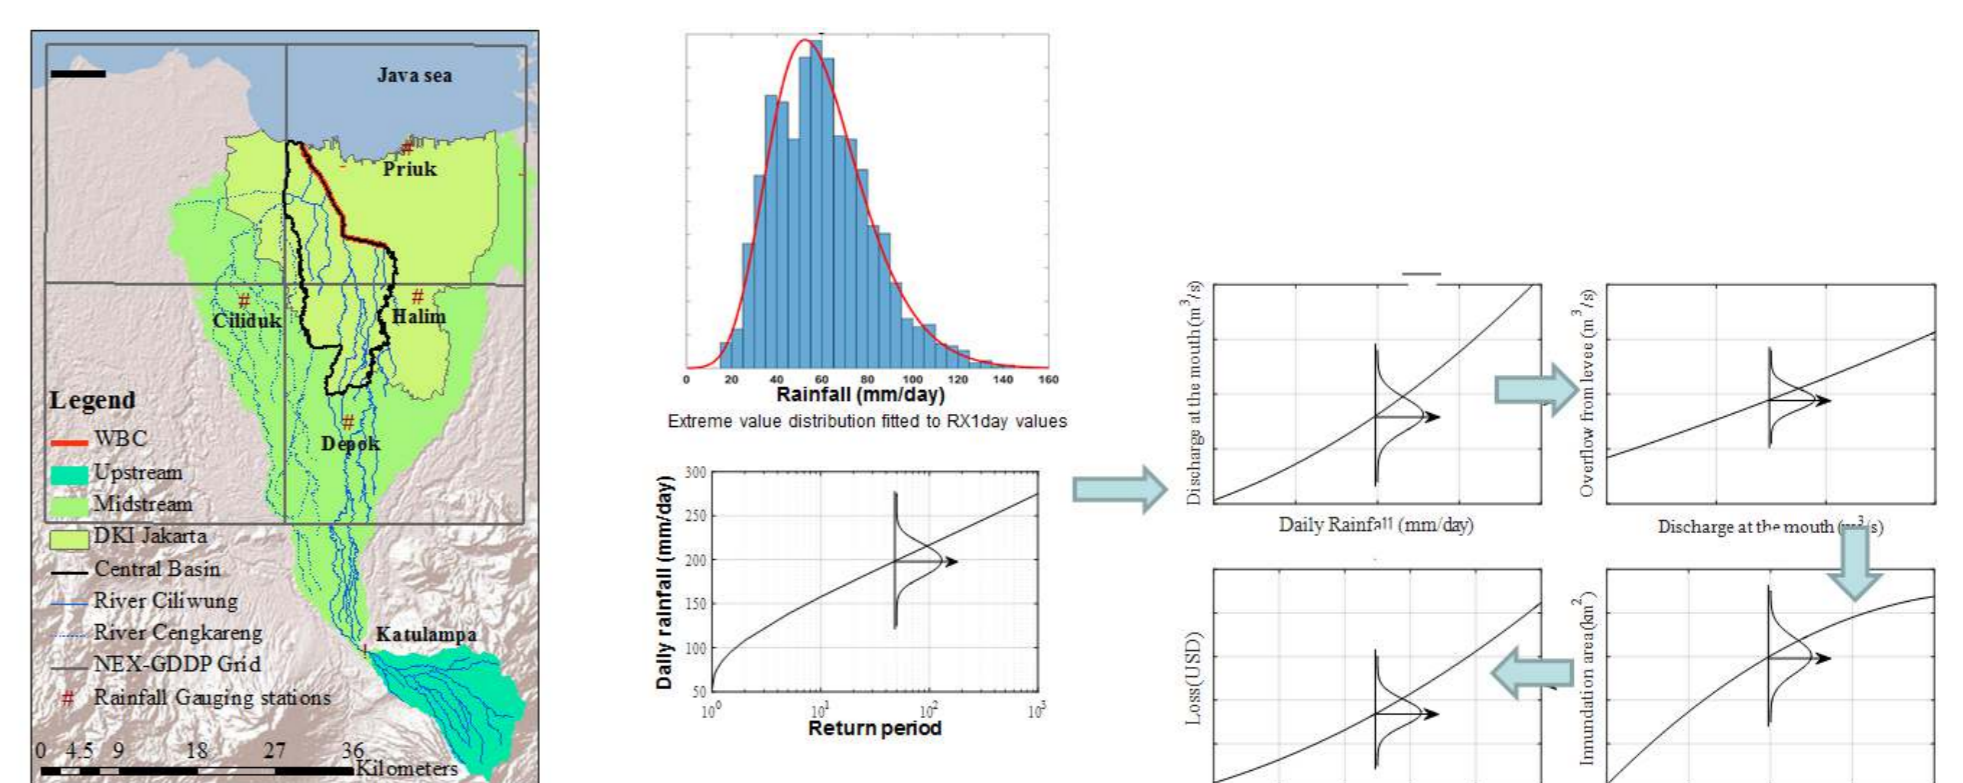 Java sea
Priuk
Ciliduk
Halim
Depok
Katulampa
Legend
WBC
Upstream
Midstream
DKI Jakarta
Central Basin
River Ciliwung
River Cengkareng
NEX-GDDP Grid
# Rainfall Gauging stations
0 4.5 9 18 27 36
Kilometers
0 20 40 60 80 100 120 140 160
Rainfall (mm/day)
Extreme value distribution fitted to RX1day values
Daily rainfall (mm/day)
300
250
200
150
100
50
10⁰ 10¹ 10² 10³
Return period
Discharge at the mouth (m³/s)
Daily Rainfall (mm/day)
Overflow from levee (m³/s)
Discharge at the mouth (m³/s)
Loss(USD)
Innundation area(km²)